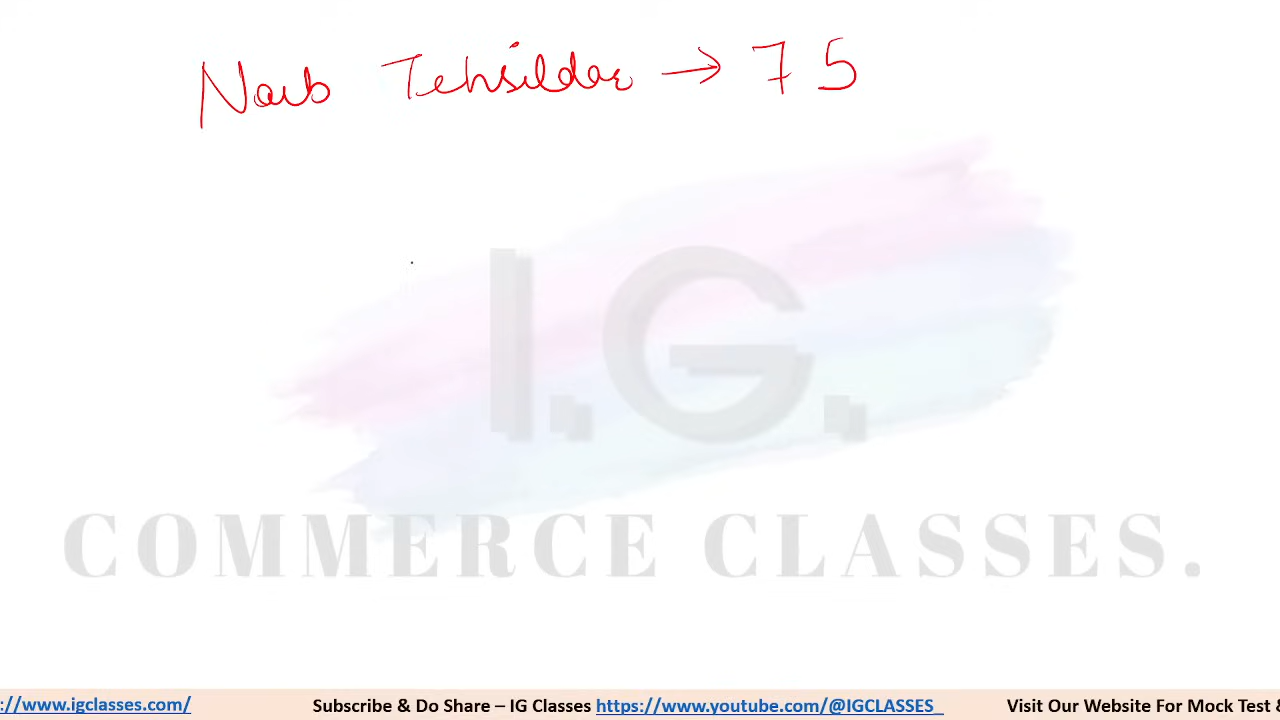 Naib Tehsildar → 75
I.G.
COMMERCE CLASSES.
://www.igclasses.com/ Subscribe & Do Share – IG Classes https://www.youtube.com/@IGCLASSES_ Visit Our Website For Mock Test &